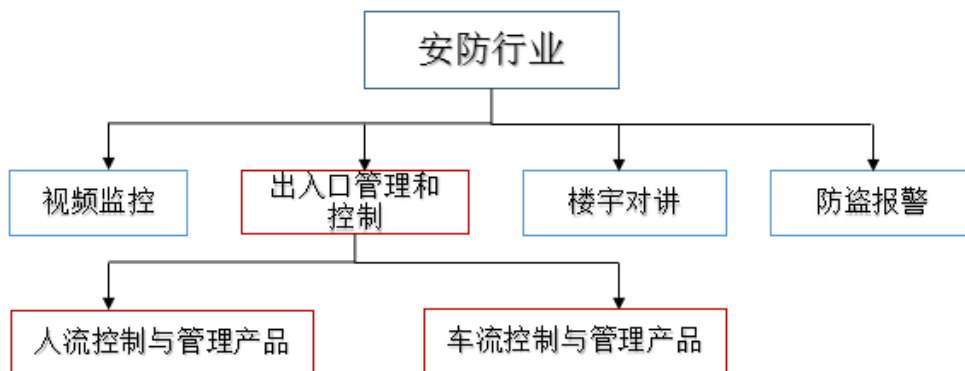 安防行业
视频监控
出入口管理和
控制
楼宇对讲
防盗报警
人流控制与管理产品
车流控制与管理产品